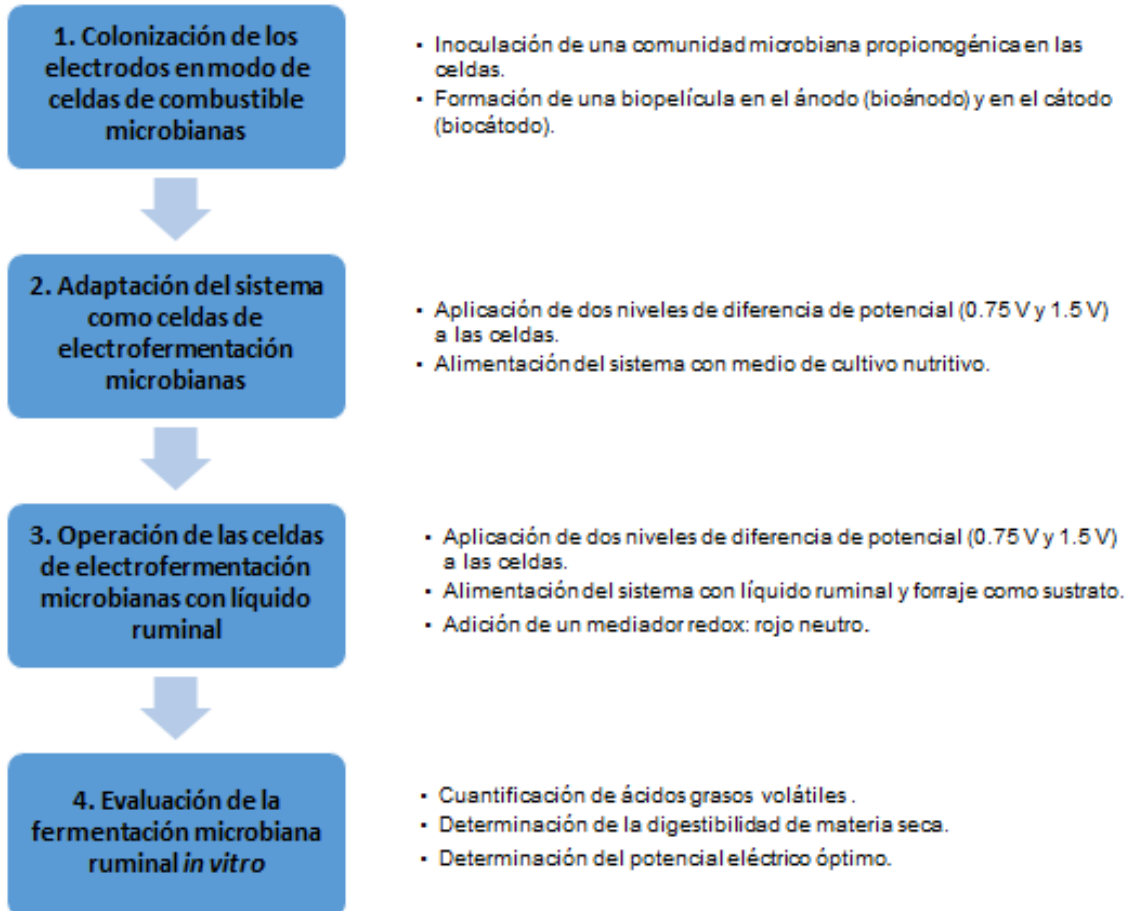 1. Colonización de los
electrodos en modo de
celdas de combustible
microbianas
▪ Inoculación de una comunidad microbiana propionogénica en las
celdas.
▪ Formación de una biopelícula en el ánodo (bioánodo) y en el cátodo
(biocátodo).
2. Adaptación del sistema
como celdas de
electrofermentación
microbianas
▪ Aplicación de dos niveles de diferencia de potencial (0.75 V y 1.5 V)
a las celdas.
▪ Alimentación del sistema con medio de cultivo nutritivo.
3. Operación de las celdas
de electrofermentación
microbianas con líquido
ruminal
▪ Aplicación de dos niveles de diferencia de potencial (0.75 V y 1.5 V)
a las celdas.
▪ Alimentación del sistema con líquido ruminal y forraje como sustrato.
▪ Adición de un mediador redox: rojo neutro.
4. Evaluación de la
fermentación microbiana
ruminal in vitro
▪ Cuantificación de ácidos grasos volátiles .
▪ Determinación de la digestibilidad de materia seca.
▪ Determinación del potencial eléctrico óptimo.